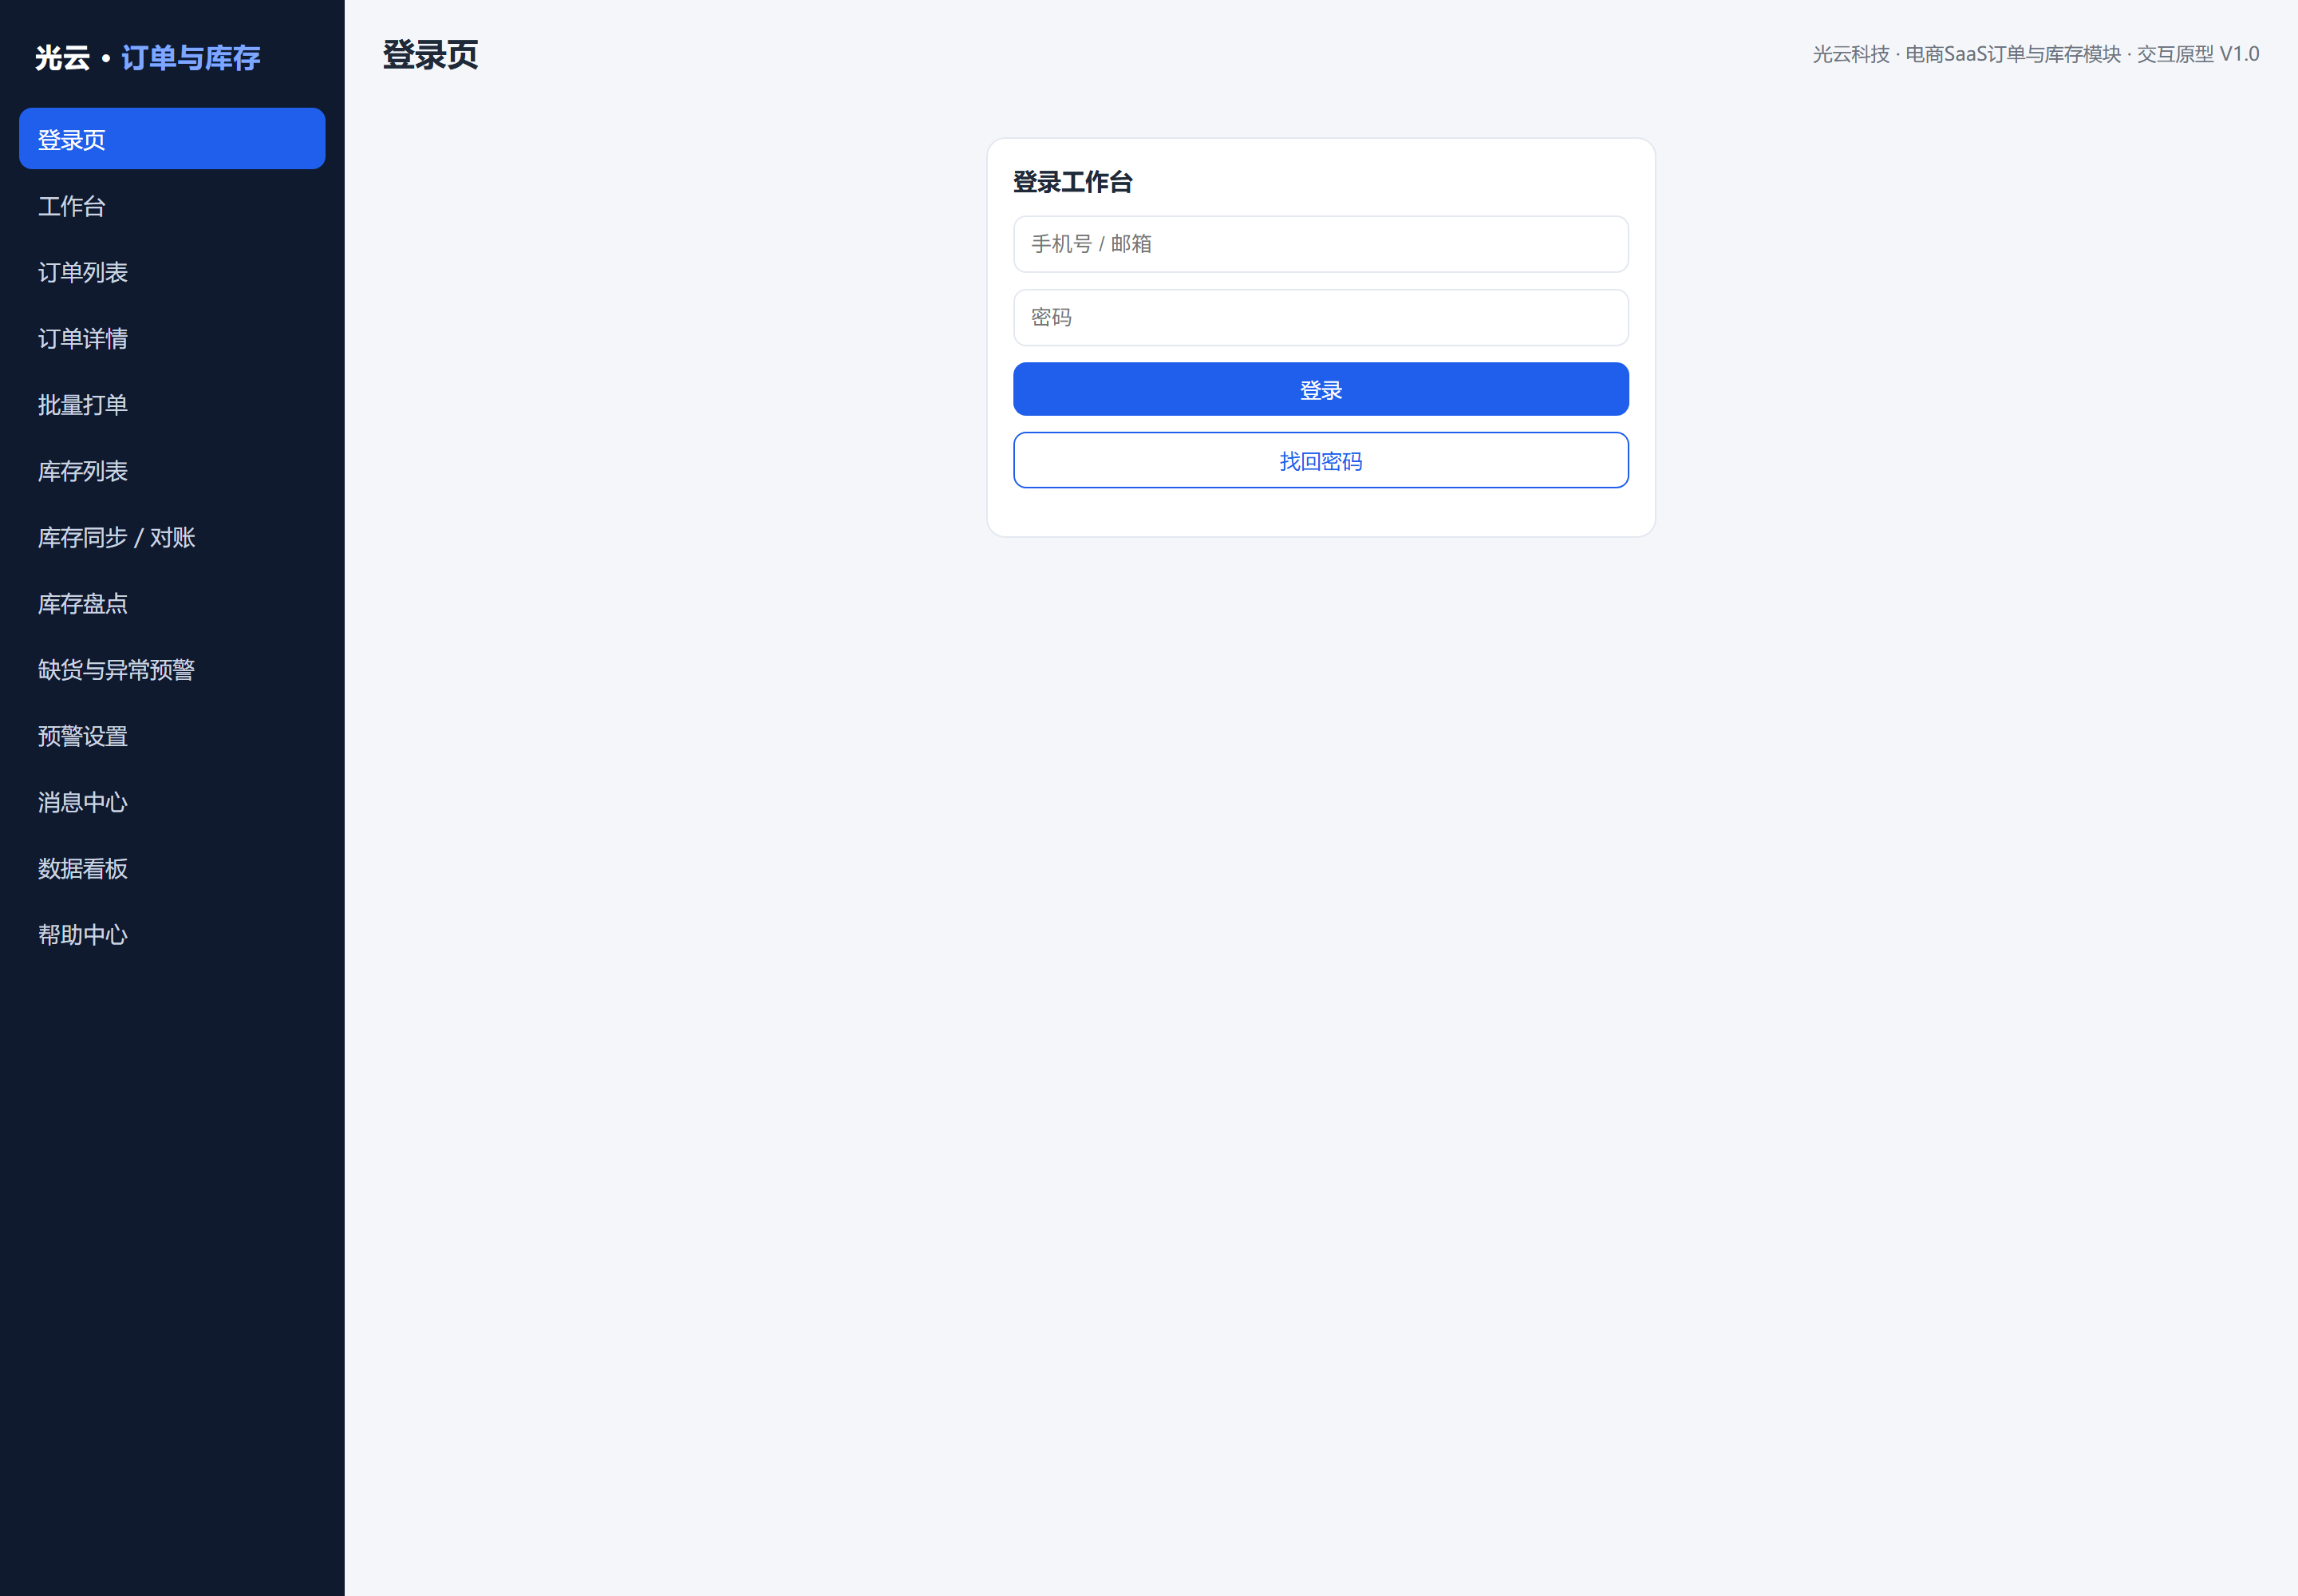 光云 · 订单与库存
登录页
工作台
订单列表
订单详情
批量打单
库存列表
库存同步 / 对账
库存盘点
缺货与异常预警
预警设置
消息中心
数据看板
帮助中心
登录页
光云科技 · 电商SaaS订单与库存模块 · 交互原型 V1.0
登录工作台
手机号 / 邮箱
密码
登录
找回密码